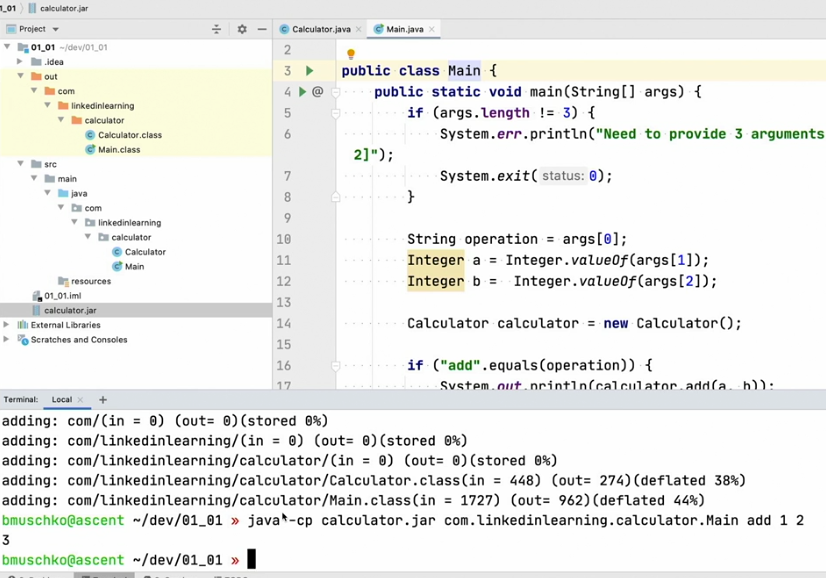 _01 〉 calculator.jar
Project
Calculator.java
Main.java
01_01 ~/dev/01_01
.idea
out
com
linkedinlearning
calculator
Calculator.class
Main.class
src
main
java
com
linkedinlearning
calculator
Calculator
Main
resources
01_01.iml
calculator.jar
External Libraries
Scratches and Consoles
2
3 public class Main {
4 @ public static void main(String[] args) {
5 if (args.length != 3) {
6 System.err.println("Need to provide 3 arguments
2]");
7 System.exit( status: 0);
8 }
9
10 String operation = args[0];
11 Integer a = Integer.valueOf(args[1]);
12 Integer b =  Integer.valueOf(args[2]);
13
14 Calculator calculator = new Calculator();
15
16 if ("add".equals(operation)) {
17 System.out.println(calculator.add(a, b));
Terminal: Local × +
adding: com/(in = 0) (out= 0)(stored 0%)
adding: com/linkedinlearning/(in = 0) (out= 0)(stored 0%)
adding: com/linkedinlearning/calculator/(in = 0) (out= 0)(stored 0%)
adding: com/linkedinlearning/calculator/Calculator.class(in = 448) (out= 274)(deflated 38%)
adding: com/linkedinlearning/calculator/Main.class(in = 1727) (out= 962)(deflated 44%)
bmuschko@ascent ~/dev/01_01 » java -cp calculator.jar com.linkedinlearning.calculator.Main add 1 2
3
bmuschko@ascent ~/dev/01_01 »